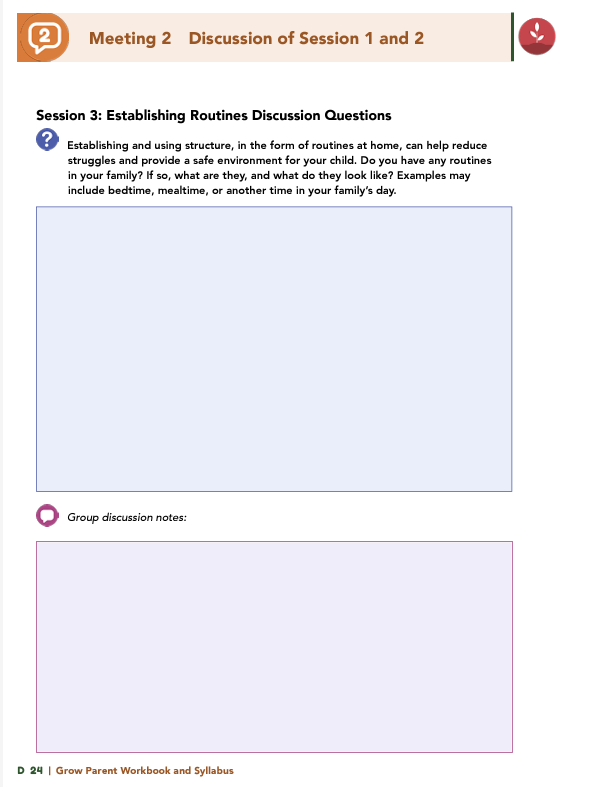 2
Meeting 2 Discussion of Session 1 and 2
Session 3: Establishing Routines Discussion Questions
?
Establishing and using structure, in the form of routines at home, can help reduce
struggles and provide a safe environment for your child. Do you have any routines
in your family? If so, what are they, and what do they look like? Examples may
include bedtime, mealtime, or another time in your family's day.
Group discussion notes:
D 24 | Grow Parent Workbook and Syllabus